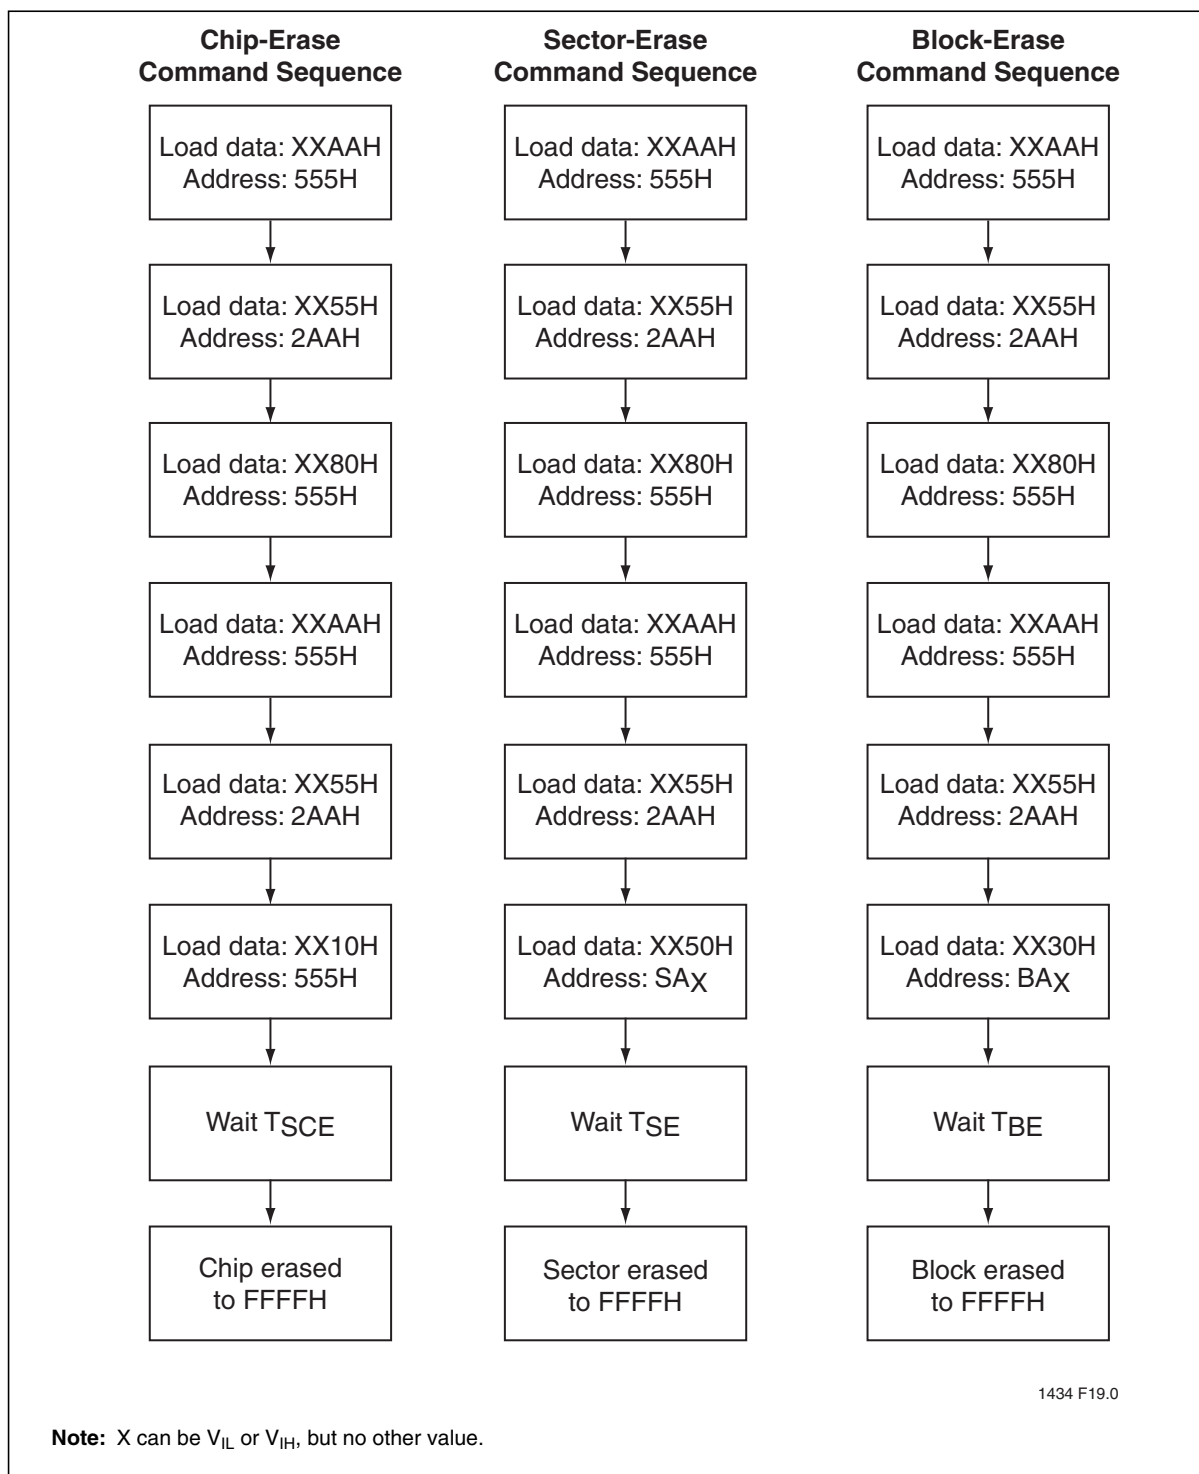 Chip-Erase
Command Sequence
Load data: XXAAH
Address: 555H
Load data: XX55H
Address: 2AAH
Load data: XX80H
Address: 555H
Load data: XXAAH
Address: 555H
Load data: XX55H
Address: 2AAH
Load data: XX10H
Address: 555H
Wait TSCE
Chip erased
to FFFFH
Sector-Erase
Command Sequence
Load data: XXAAH
Address: 555H
Load data: XX55H
Address: 2AAH
Load data: XX80H
Address: 555H
Load data: XXAAH
Address: 555H
Load data: XX55H
Address: 2AAH
Load data: XX50H
Address: SAX
Wait TSE
Sector erased
to FFFFH
Block-Erase
Command Sequence
Load data: XXAAH
Address: 555H
Load data: XX55H
Address: 2AAH
Load data: XX80H
Address: 555H
Load data: XXAAH
Address: 555H
Load data: XX55H
Address: 2AAH
Load data: XX30H
Address: BAX
Wait TBE
Block erased
to FFFFH
1434 F19.0
Note: X can be VIL or VIH, but no other value.